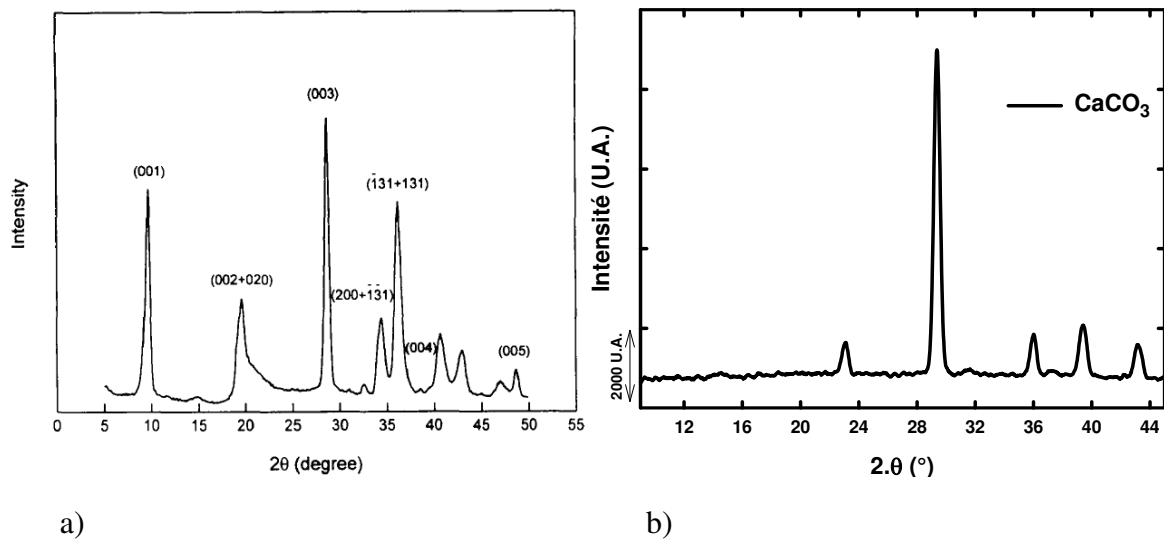 (003)
(001)
(1̄31+131)
(002+020)
(200+1̄3̄1)
(004)
(005)
Intensity
0 5 10 15 20 25 30 35 40 45 50 55
2θ (degree)
a)
CaCO₃
Intensité (U.A.)
2000 U.A.
12 16 20 24 28 32 36 40 44
2.θ (°)
b)